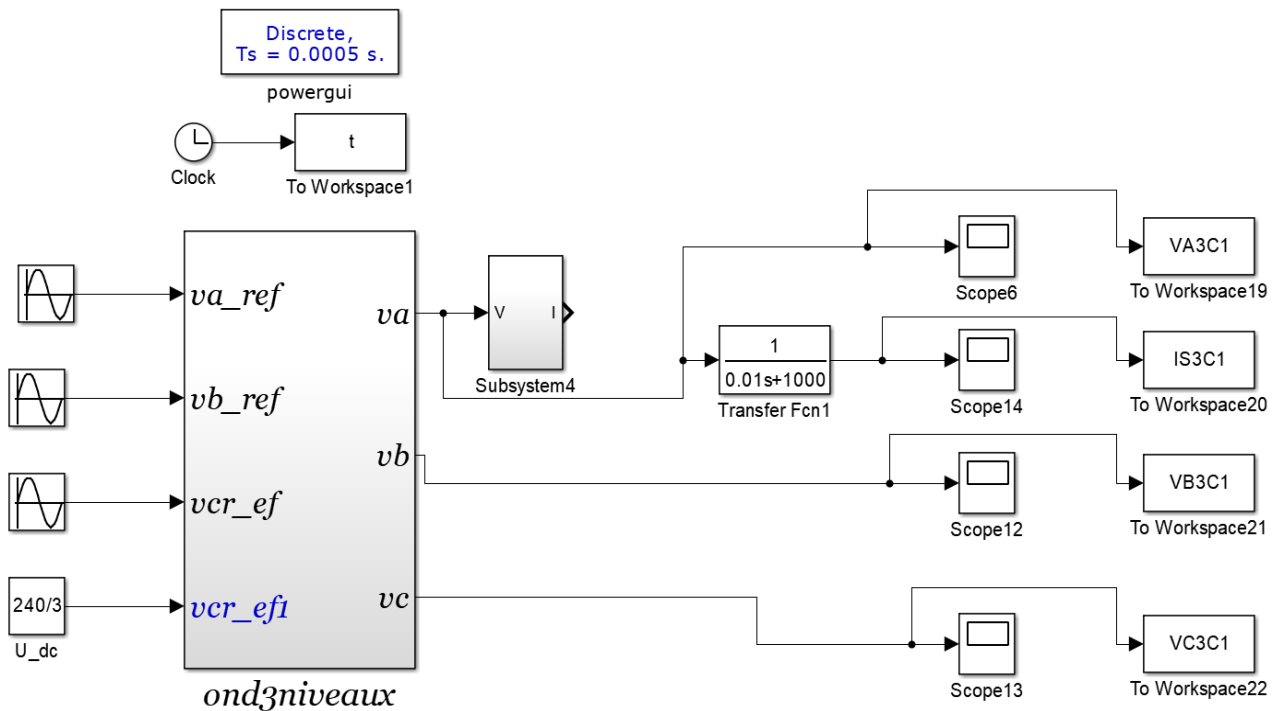 Discrete,
Ts = 0.0005 s.
powergui
t
Clock
To Workspace1
va_ref
vb_ref
vcr_ef
vcr_ef1
240/3
U_dc
va
vb
vc
ond3niveaux
V
I
Subsystem4
1
0.01s+1000
Transfer Fcn1
Scope6
VA3C1
To Workspace19
Scope14
IS3C1
To Workspace20
Scope12
VB3C1
To Workspace21
Scope13
VC3C1
To Workspace22